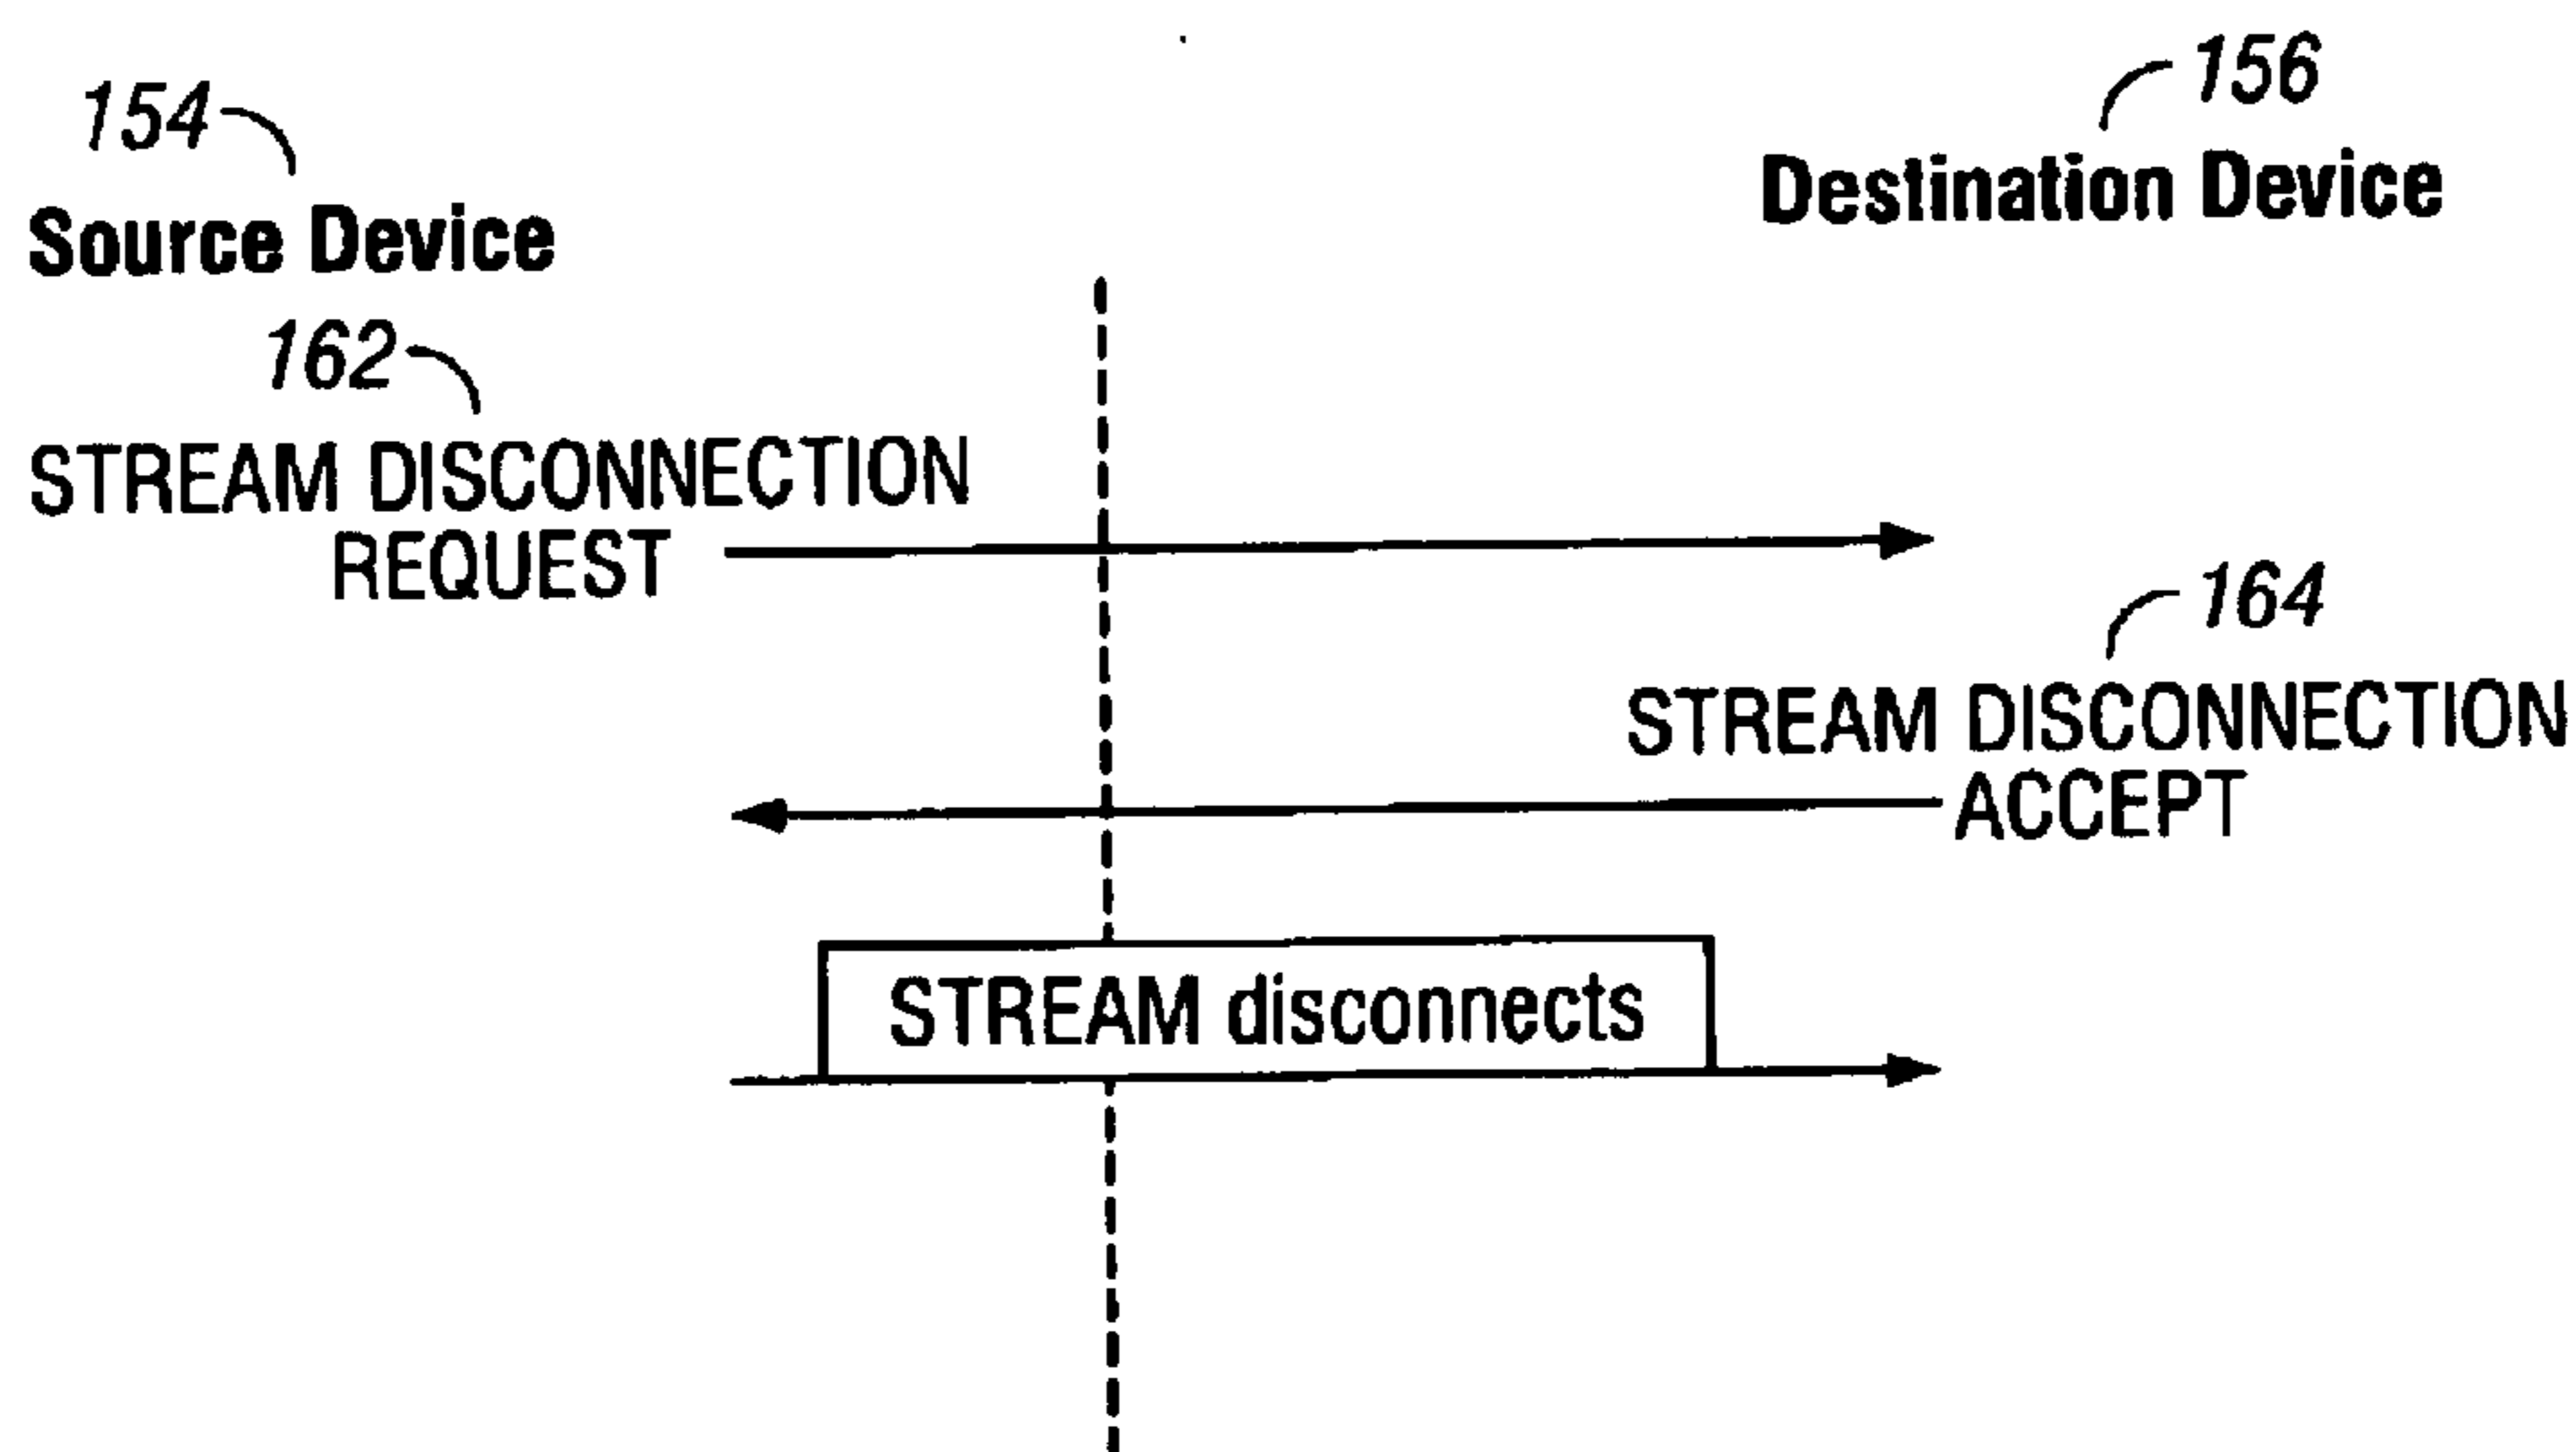 154
156
Source Device
Destination Device
162
STREAM DISCONNECTION
REQUEST
164
STREAM DISCONNECTION
ACCEPT
STREAM disconnects